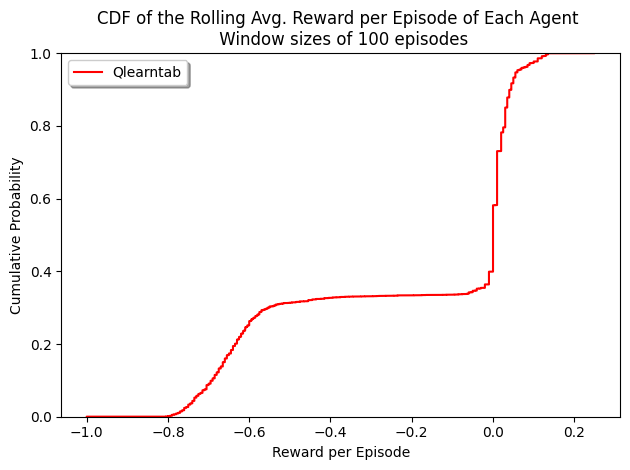 CDF of the Rolling Avg. Reward per Episode of Each Agent
Window sizes of 100 episodes
Qlearntab
Cumulative Probability
1.0
0.8
0.6
0.4
0.2
0.0
−1.0 −0.8 −0.6 −0.4 −0.2 0.0 0.2
Reward per Episode